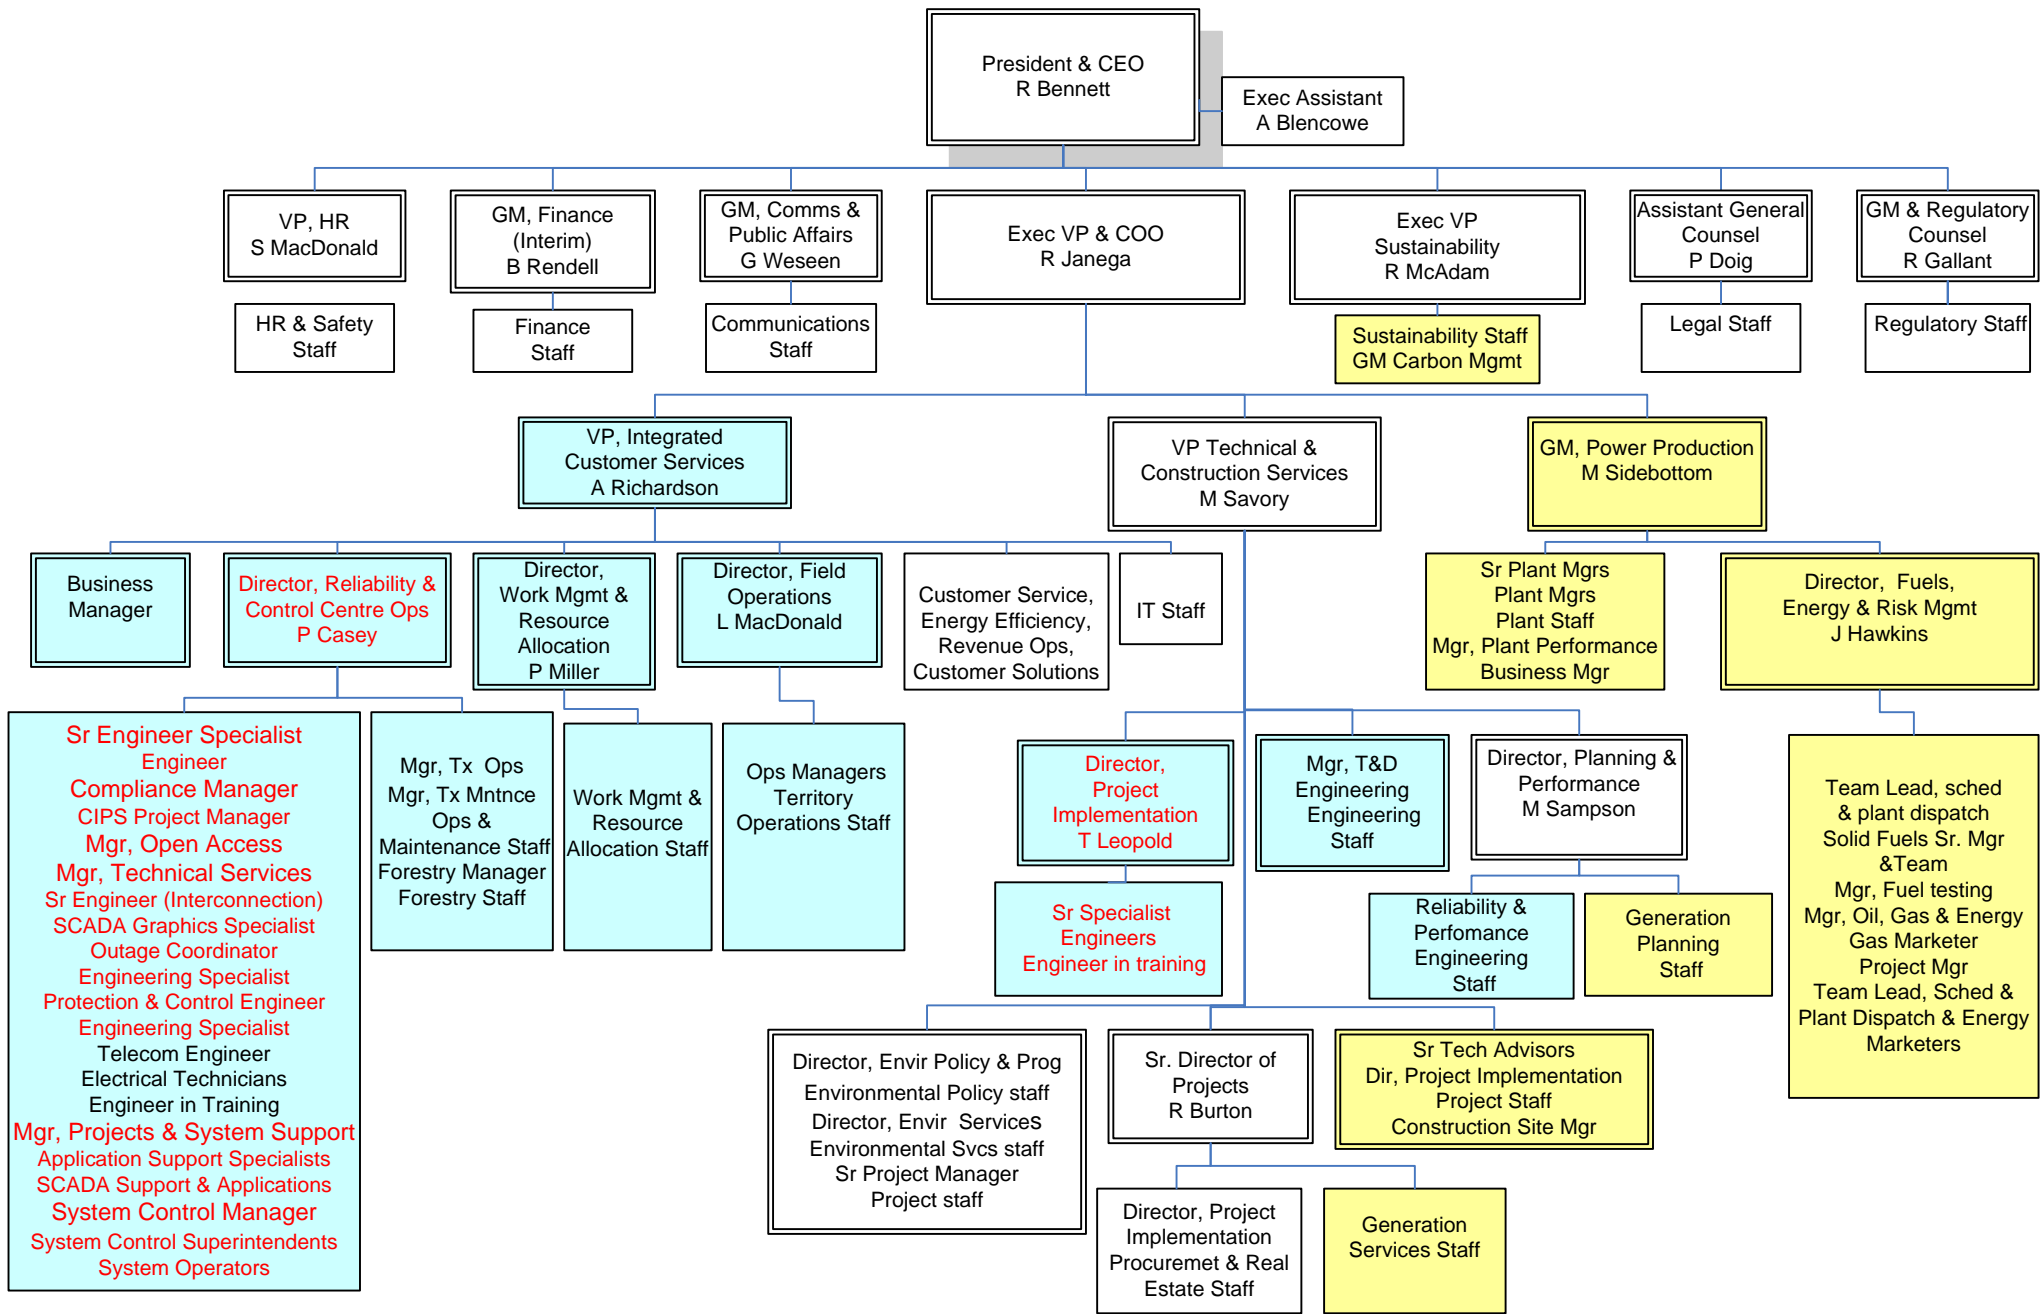 President & CEO
R Bennett
Exec Assistant
A Blencowe
VP, HR
S MacDonald
GM, Finance
(Interim)
B Rendell
GM, Comms &
Public Affairs
G Weseen
Exec VP & COO
R Janega
Exec VP
Sustainability
R McAdam
Assistant General
Counsel
P Doig
GM & Regulatory
Counsel
R Gallant
HR & Safety
Staff
Finance
Staff
Communications
Staff
Sustainability Staff
GM Carbon Mgmt
Legal Staff
Regulatory Staff
VP, Integrated
Customer Services
A Richardson
VP Technical &
Construction Services
M Savory
GM, Power Production
M Sidebottom
Business
Manager
Director, Reliability &
Control Centre Ops
P Casey
Director,
Work Mgmt &
Resource
Allocation
P Miller
Director, Field
Operations
L MacDonald
Customer Service,
Energy Efficiency,
Revenue Ops,
Customer Solutions
IT Staff
Sr Plant Mgrs
Plant Mgrs
Plant Staff
Mgr, Plant Performance
Business Mgr
Director, Fuels,
Energy & Risk Mgmt
J Hawkins
Sr Engineer Specialist
Engineer
Compliance Manager
CIPS Project Manager
Mgr, Open Access
Mgr, Technical Services
Sr Engineer (Interconnection)
SCADA Graphics Specialist
Outage Coordinator
Engineering Specialist
Protection & Control Engineer
Engineering Specialist
Telecom Engineer
Electrical Technicians
Engineer in Training
Mgr, Projects & System Support
Application Support Specialists
SCADA Support & Applications
System Control Manager
System Control Superintendents
System Operators
Mgr, Tx Ops
Mgr, Tx Mntnce
Ops &
Maintenance Staff
Forestry Manager
Forestry Staff
Work Mgmt &
Resource
Allocation Staff
Ops Managers
Territory
Operations Staff
Director,
Project
Implementation
T Leopold
Mgr, T&D
Engineering
Engineering
Staff
Director, Planning &
Performance
M Sampson
Team Lead, sched
& plant dispatch
Solid Fuels Sr. Mgr
&Team
Mgr, Fuel testing
Mgr, Oil, Gas & Energy
Gas Marketer
Project Mgr
Team Lead, Sched &
Plant Dispatch & Energy
Marketers
Sr Specialist
Engineers
Engineer in training
Reliability &
Perfomance
Engineering
Staff
Generation
Planning
Staff
Director, Envir Policy & Prog
Environmental Policy staff
Director, Envir Services
Environmental Svcs staff
Sr Project Manager
Project staff
Sr. Director of
Projects
R Burton
Sr Tech Advisors
Dir, Project Implementation
Project Staff
Construction Site Mgr
Director, Project
Implementation
Procuremet & Real
Estate Staff
Generation
Services Staff